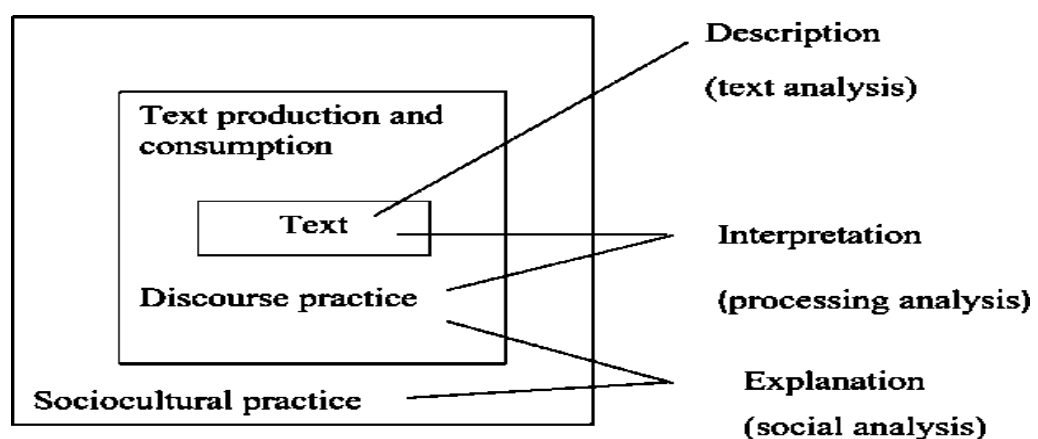 Description
(text analysis)
Text production and
consumption
Text
Interpretation
Discourse practice
(processing analysis)
Explanation
Sociocultural practice
(social analysis)